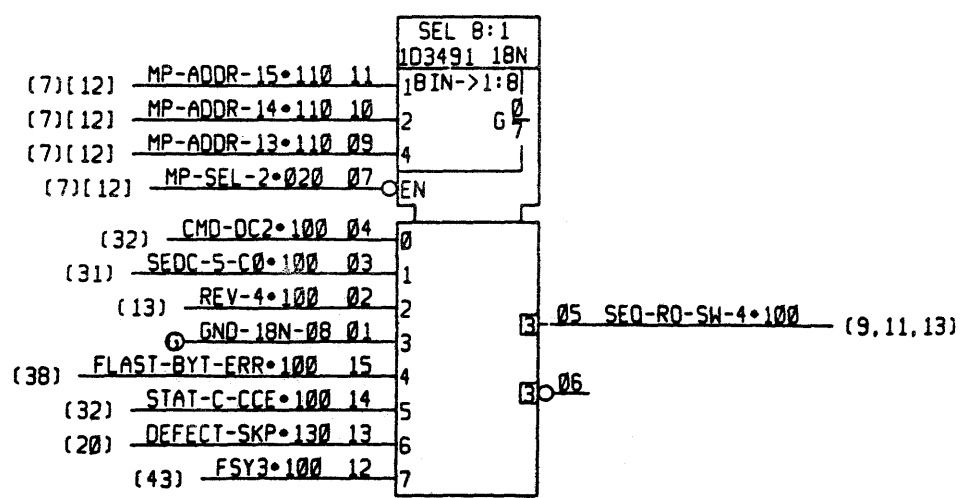 SEL 8:1
1D3491 18N
(7)[12] MP-ADDR-15•110 11 1 BIN->1:8
(7)[12] MP-ADDR-14•110 10 2 G 0/7
(7)[12] MP-ADDR-13•110 09 4
(7)[12] MP-SEL-2•020 07 EN
(32) CMD-DC2•100 04 0
(31) SEDC-S-C0•100 03 1
(13) REV-4•100 02 2
3 05 SEQ-RO-SW-4•100 (9,11,13)
G GND-18N-08 01 3
(38) FLAST-BYT-ERR•100 15 4
3 06
(32) STAT-C-CCE•100 14 5
(20) DEFECT-SKP•130 13 6
(43) FSY3•100 12 7